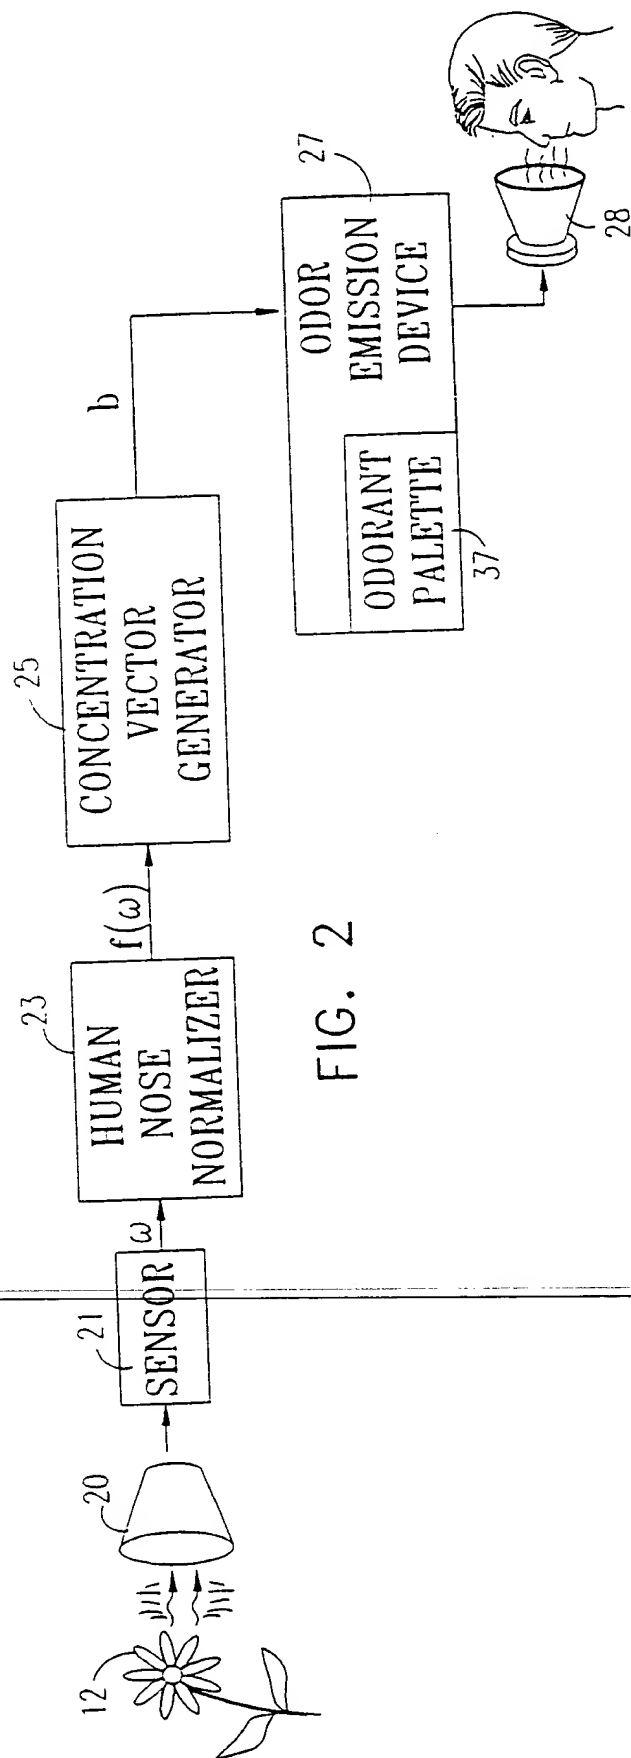 12
20
21
SENSOR
ω
23
HUMAN
NOSE
NORMALIZER
f(ω)
25
CONCENTRATION
VECTOR
GENERATOR
b
27
ODOR
EMISSION
DEVICE
ODORANT
PALETTE
37
28
FIG. 2